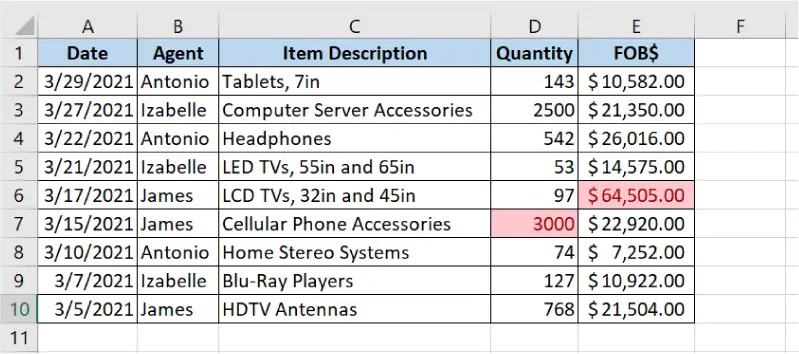 A B C D E F
1 Date Agent Item Description Quantity FOB$
2 3/29/2021 Antonio Tablets, 7in 143 $10,582.00
3 3/27/2021 Izabelle Computer Server Accessories 2500 $21,350.00
4 3/22/2021 Antonio Headphones 542 $26,016.00
5 3/21/2021 Izabelle LED TVs, 55in and 65in 53 $14,575.00
6 3/17/2021 James LCD TVs, 32in and 45in 97 $64,505.00
7 3/15/2021 James Cellular Phone Accessories 3000 $22,920.00
8 3/10/2021 Antonio Home Stereo Systems 74 $ 7,252.00
9 3/7/2021 Izabelle Blu-Ray Players 127 $10,922.00
10 3/5/2021 James HDTV Antennas 768 $21,504.00
11